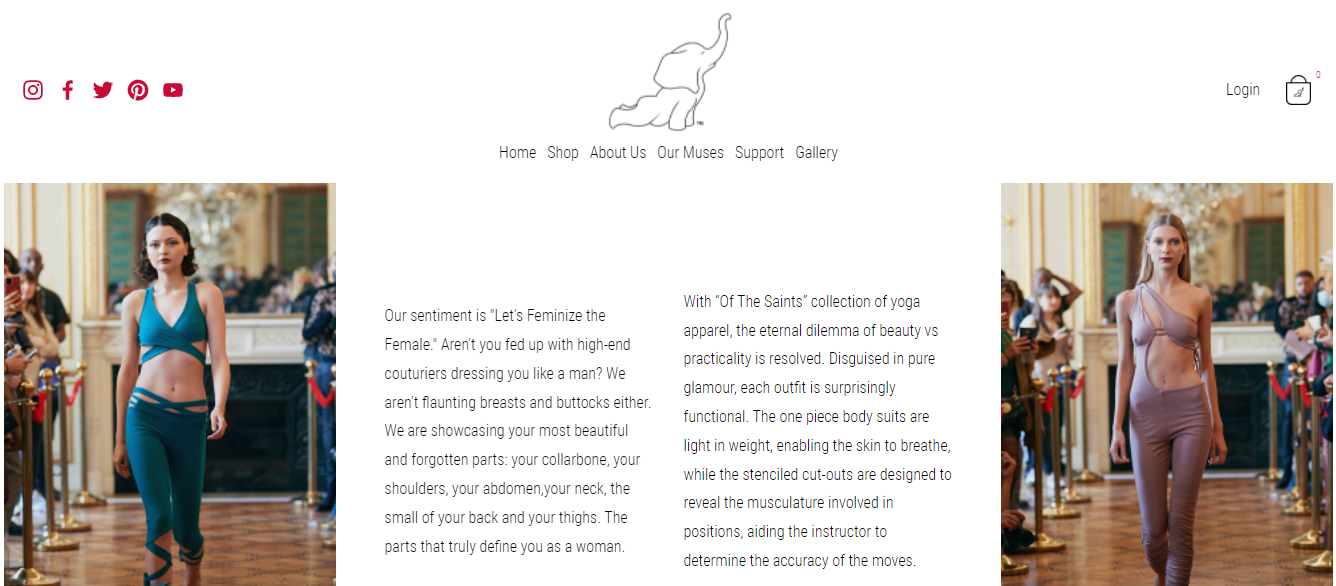 Login
0
Home Shop About Us Our Muses Support Gallery
Our sentiment is "Let's Feminize the
Female." Aren't you fed up with high-end
couturiers dressing you like a man? We
aren't flaunting breasts and buttocks either.
We are showcasing your most beautiful
and forgotten parts: your collarbone, your
shoulders, your abdomen,your neck, the
small of your back and your thighs. The
parts that truly define you as a woman.
With “Of The Saints” collection of yoga
apparel, the eternal dilemma of beauty vs
practicality is resolved. Disguised in pure
glamour, each outfit is surprisingly
functional. The one piece body suits are
light in weight, enabling the skin to breathe,
while the stenciled cut-outs are designed to
reveal the musculature involved in
positions, aiding the instructor to
determine the accuracy of the moves.